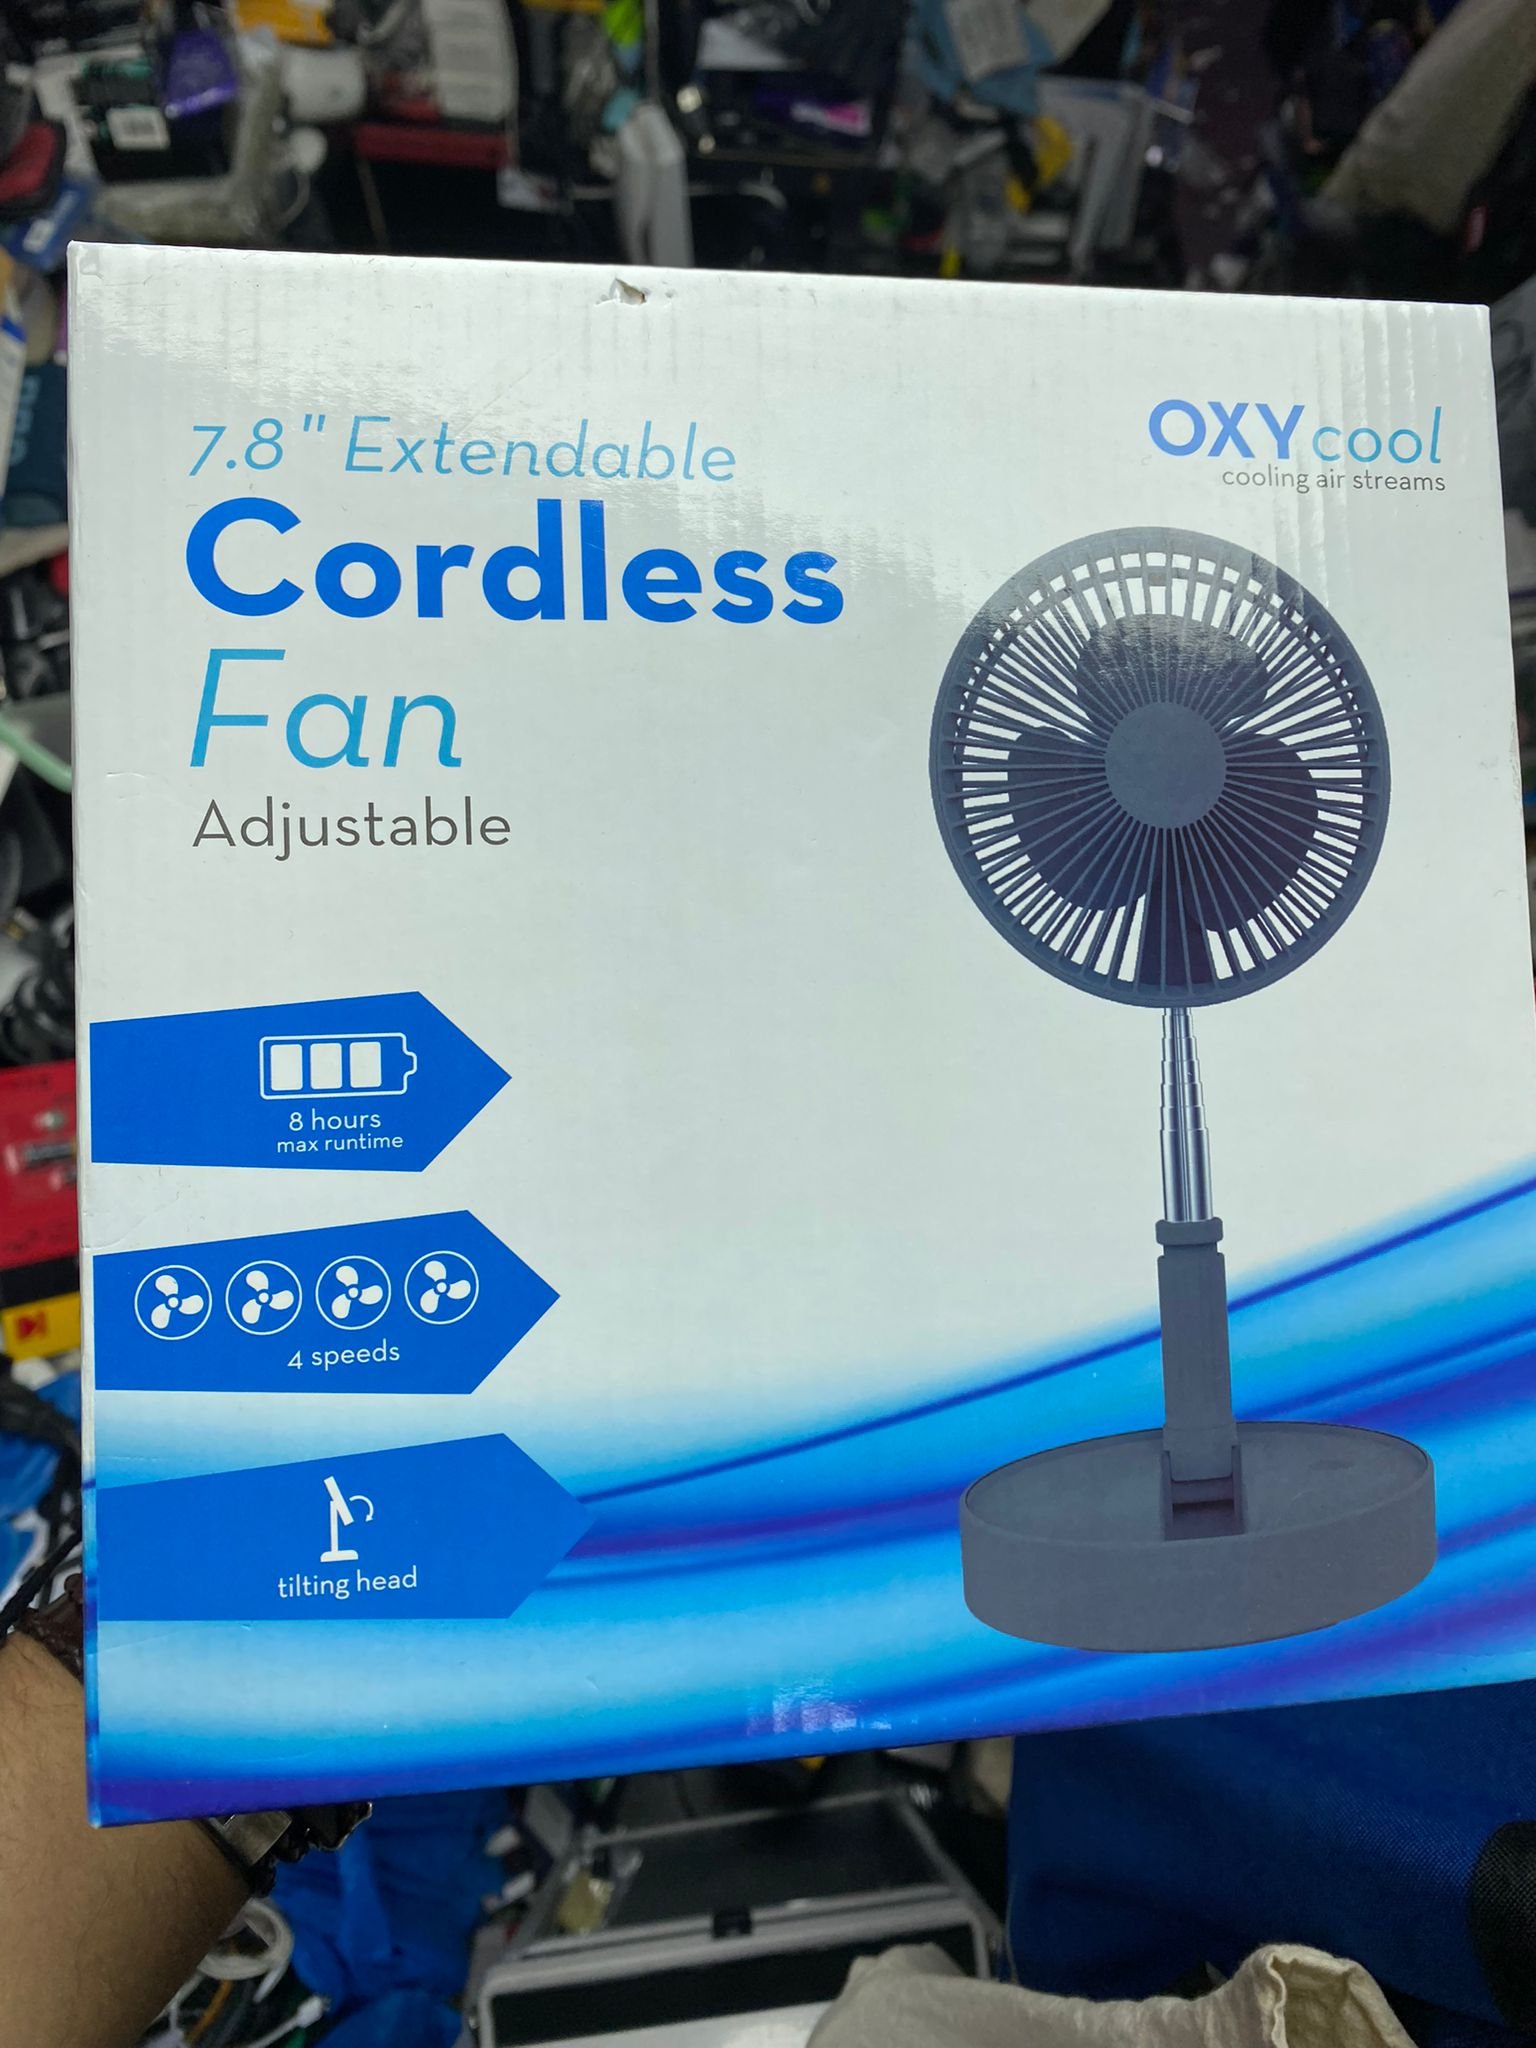 7.8" Extendable
Cordless
Fan
Adjustable
OXYcool
cooling air streams
8 hours
max runtime
4 speeds
tilting head